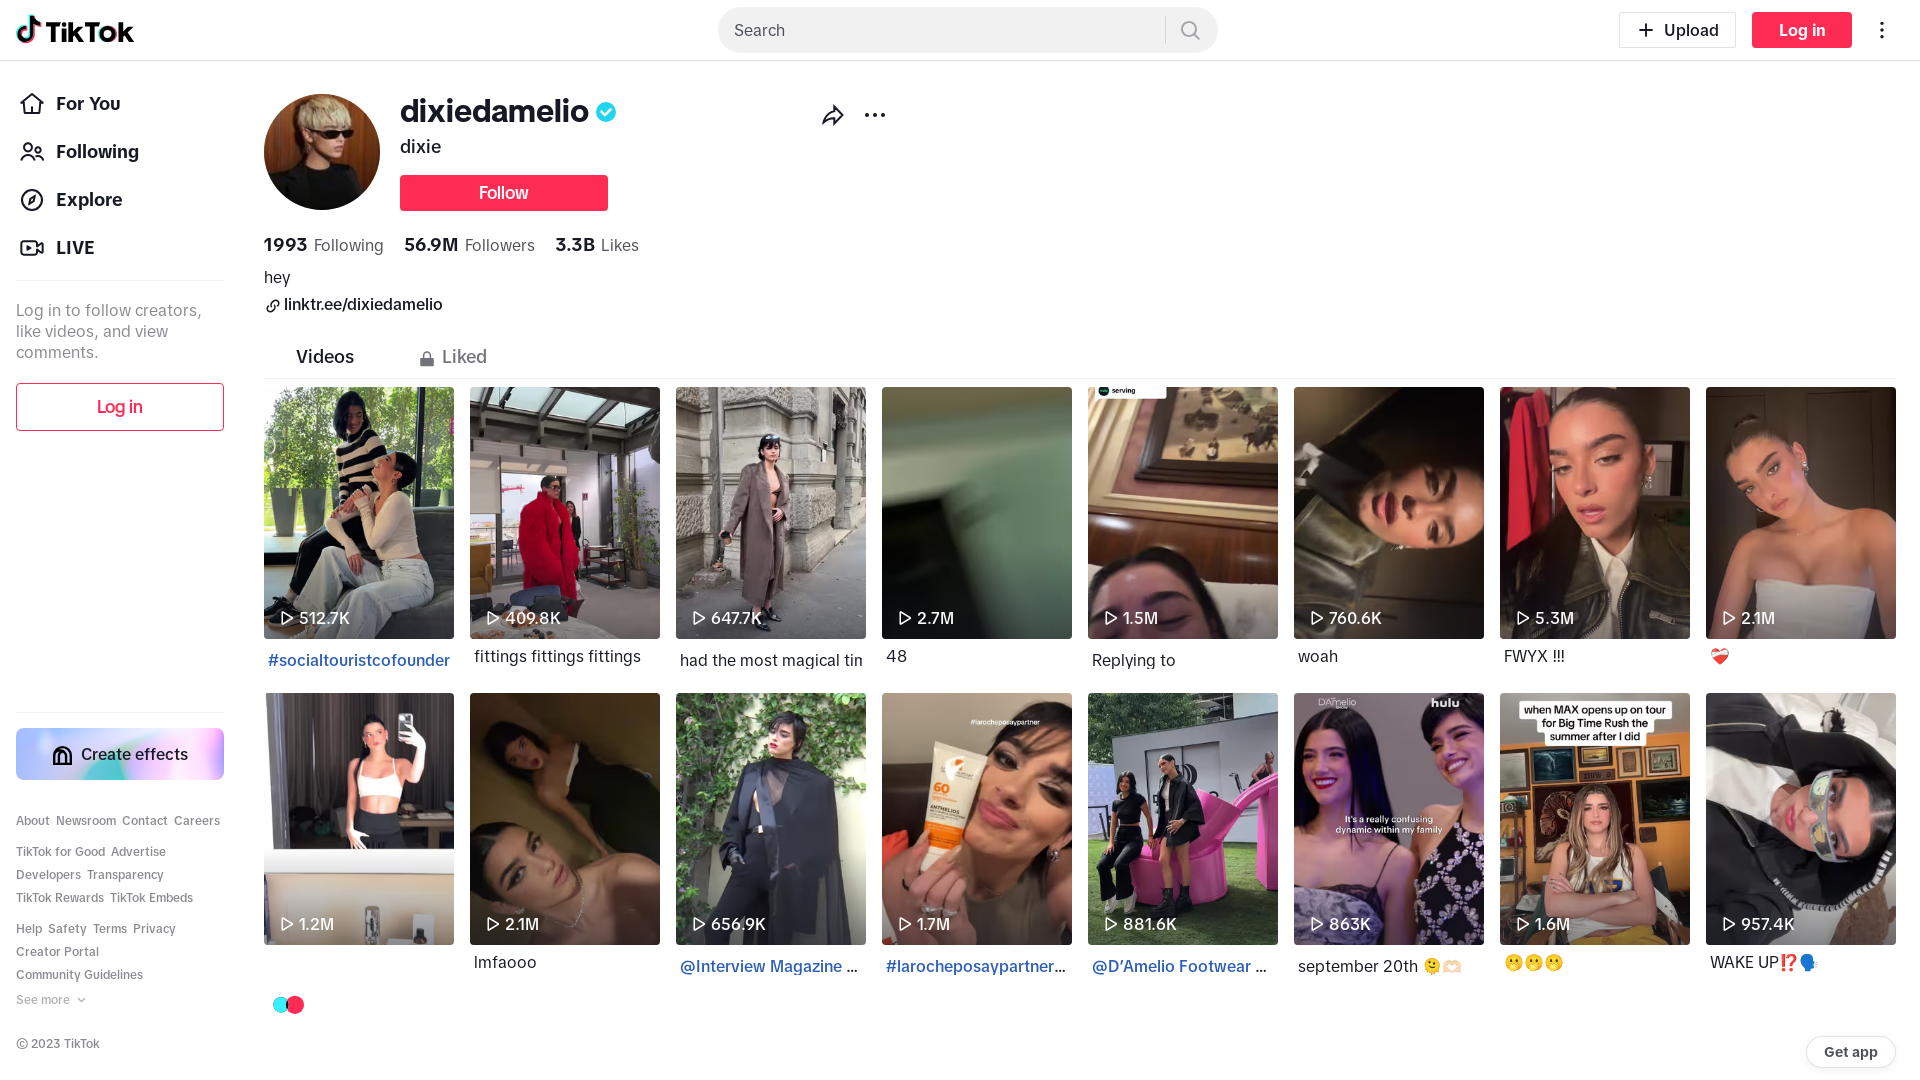 TikTok
Search
Upload
Log in
For You
Following
Explore
LIVE
Log in to follow creators,
like videos, and view
comments.
Log in
Create effects
About Newsroom Contact Careers
TikTok for Good Advertise
Developers Transparency
TikTok Rewards TikTok Embeds
Help Safety Terms Privacy
Creator Portal
Community Guidelines
See more
© 2023 TikTok
dixiedamelio
dixie
Follow
1993 Following 56.9M Followers 3.3B Likes
hey
linktr.ee/dixiedamelio
Videos
Liked
serving
512.7K
409.8K
647.7K
2.7M
1.5M
760.6K
5.3M
2.1M
#socialtouristcofounder
fittings fittings fittings
had the most magical tim
48
Replying to
woah
FWYX !!!
❤️‍🩹
#larocheposaypartner
60
ANTHELIOS
D'Amelio
hulu
It's a really confusing
dynamic within my family
when MAX opens up on tour
for Big Time Rush the
summer after I did
1.2M
2.1M
656.9K
1.7M
881.6K
863K
1.6M
957.4K
lmfaooo
@Interview Magazine ...
#larocheposaypartner...
@D’Amelio Footwear ...
september 20th 🫠🫶🏻
🫢🫢🫢
WAKE UP⁉️🗣️
Get app